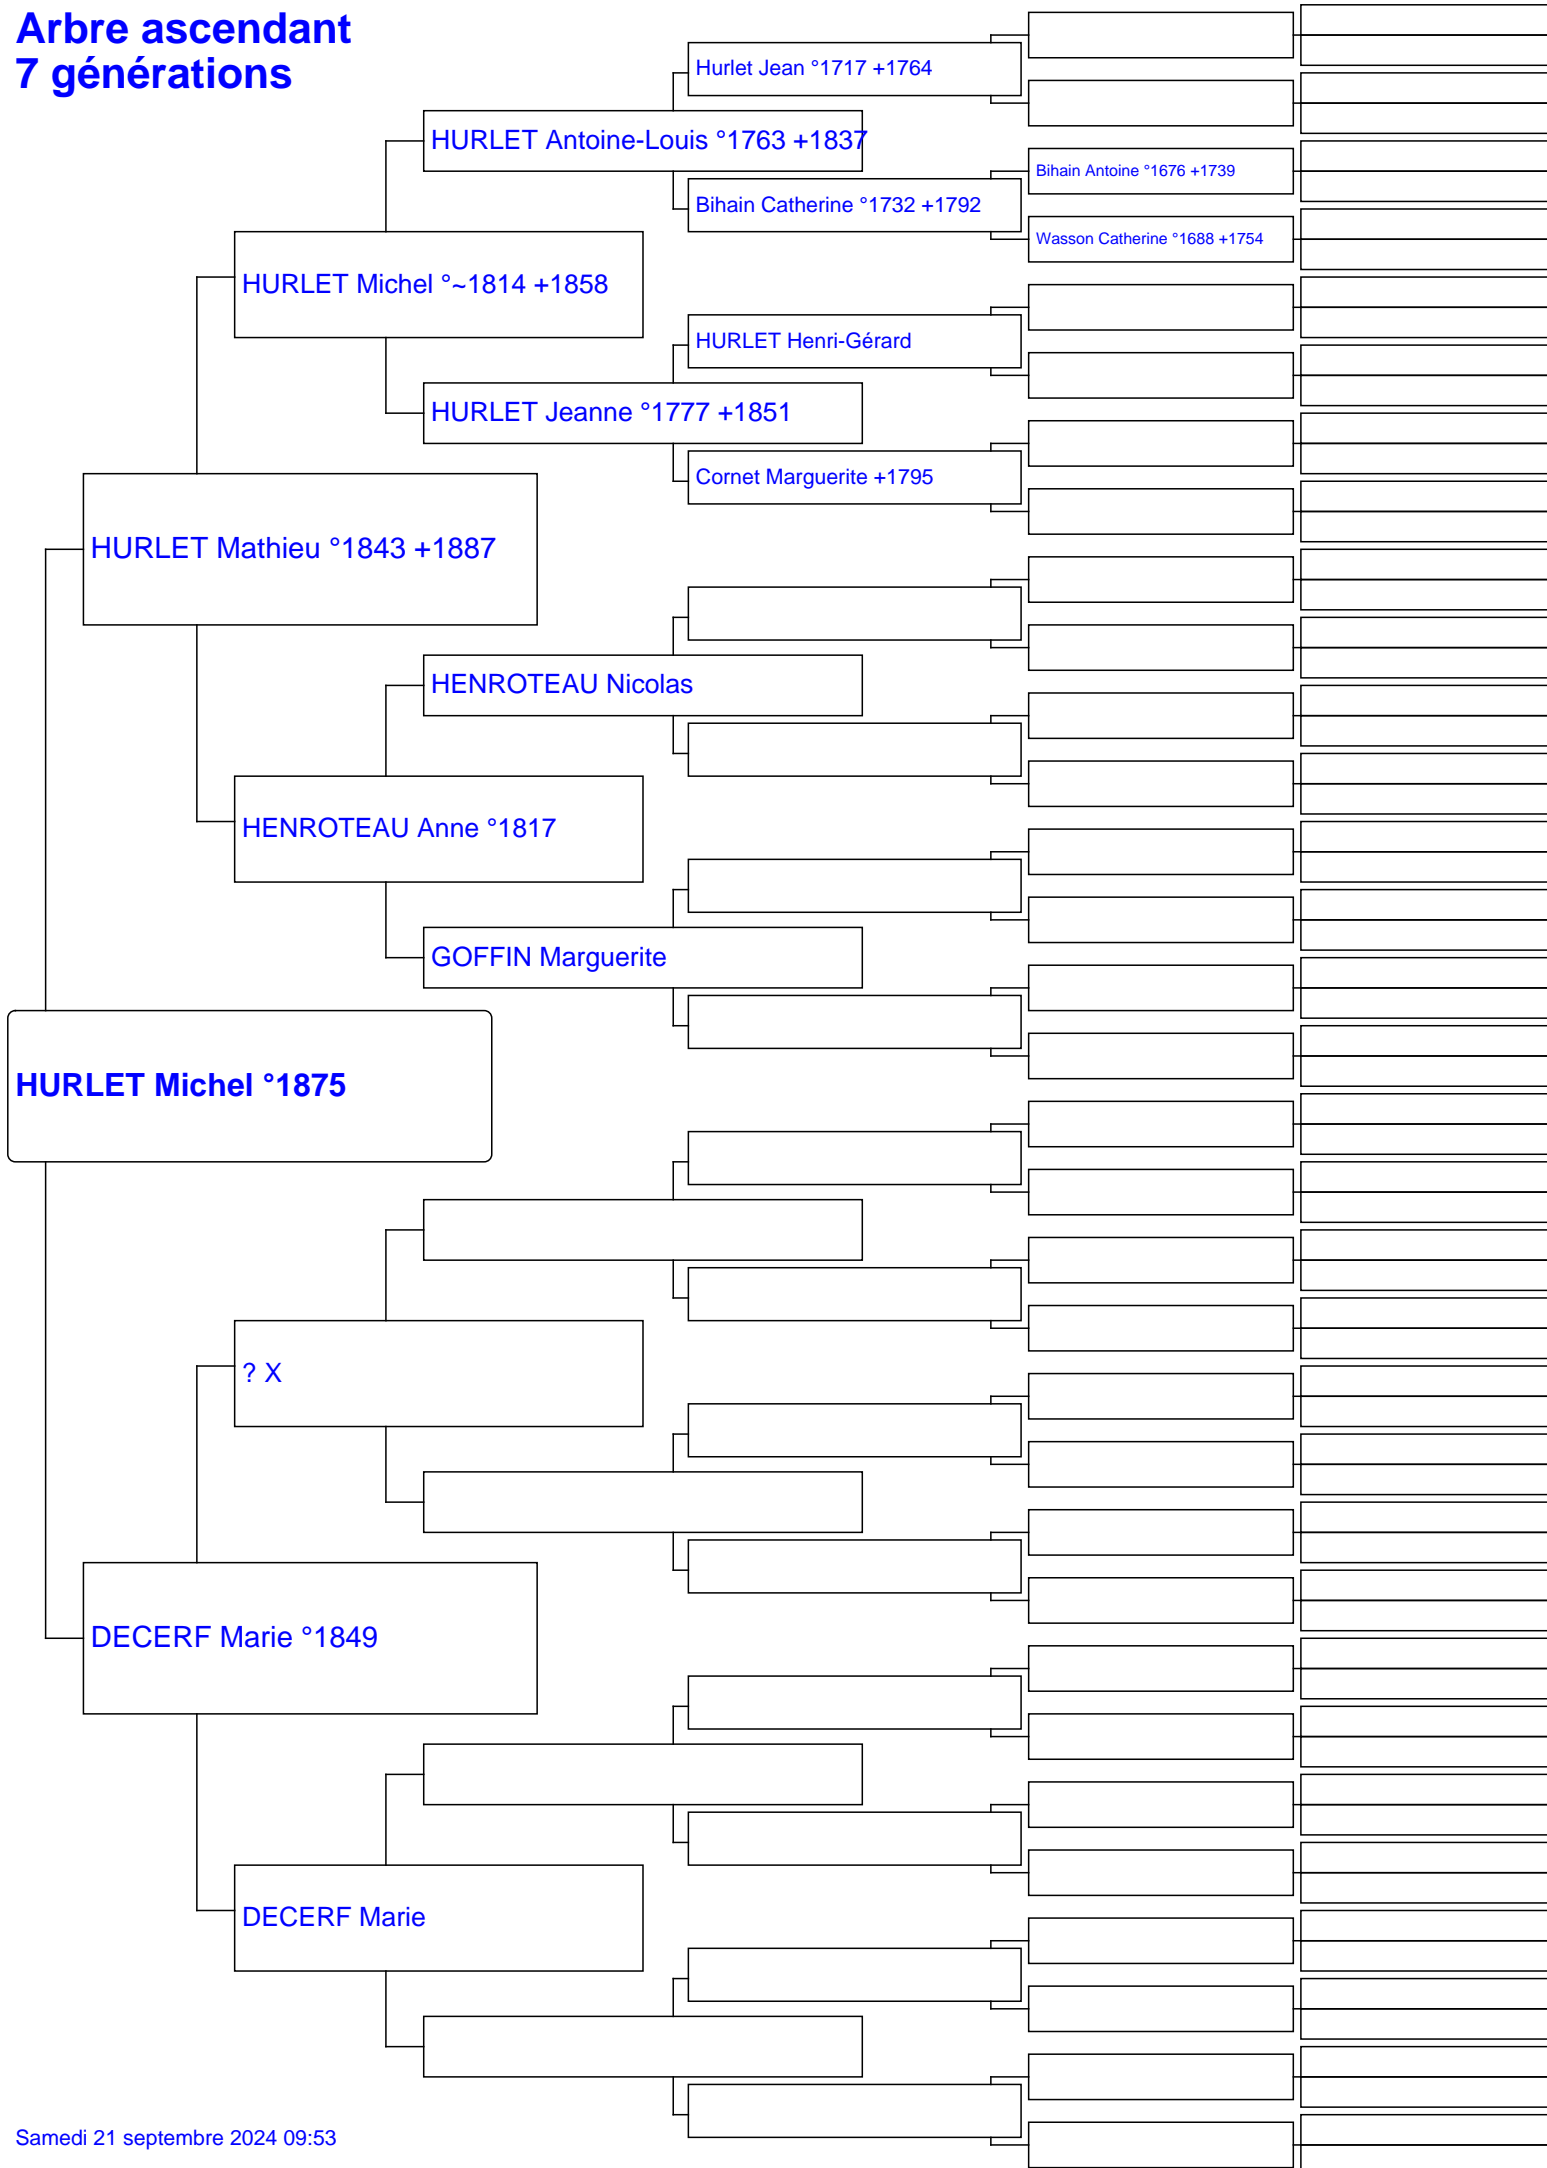 Arbre ascendant
7 générations
Hurlet Jean °1717 +1764
HURLET Antoine-Louis °1763 +1837
Bihain Antoine °1676 +1739
Bihain Catherine °1732 +1792
Wasson Catherine °1688 +1754
HURLET Michel °~1814 +1858
HURLET Henri-Gérard
HURLET Jeanne °1777 +1851
Cornet Marguerite +1795
HURLET Mathieu °1843 +1887
HENROTEAU Nicolas
HENROTEAU Anne °1817
GOFFIN Marguerite
HURLET Michel °1875
? X
DECERF Marie °1849
DECERF Marie
Samedi 21 septembre 2024 09:53